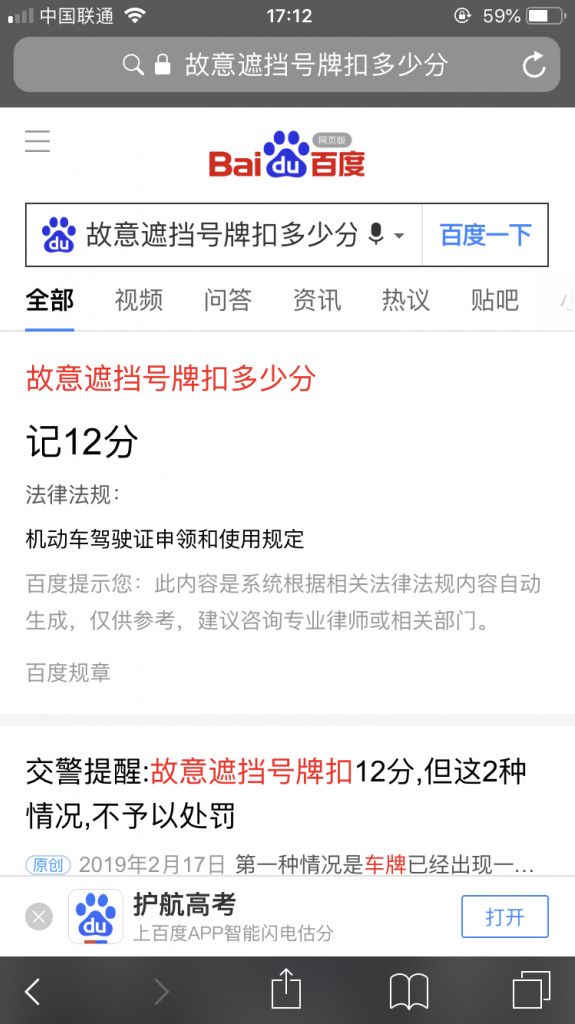 中国联通 17:12 59%
故意遮挡号牌扣多少分
网页版
Bai du 百度
du 故意遮挡号牌扣多少分 百度一下
全部 视频 问答 资讯 热议 贴吧
故意遮挡号牌扣多少分
记12分
法律法规：
机动车驾驶证申领和使用规定
百度提示您：此内容是系统根据相关法律法规内容自动
生成，仅供参考，建议咨询专业律师或相关部门。
百度规章
交警提醒:故意遮挡号牌扣12分,但这2种
情况,不予以处罚
原创 2019年2月17日 第一种情况是车牌已经出现一...
du 护航高考 打开
上百度APP智能闪电估分